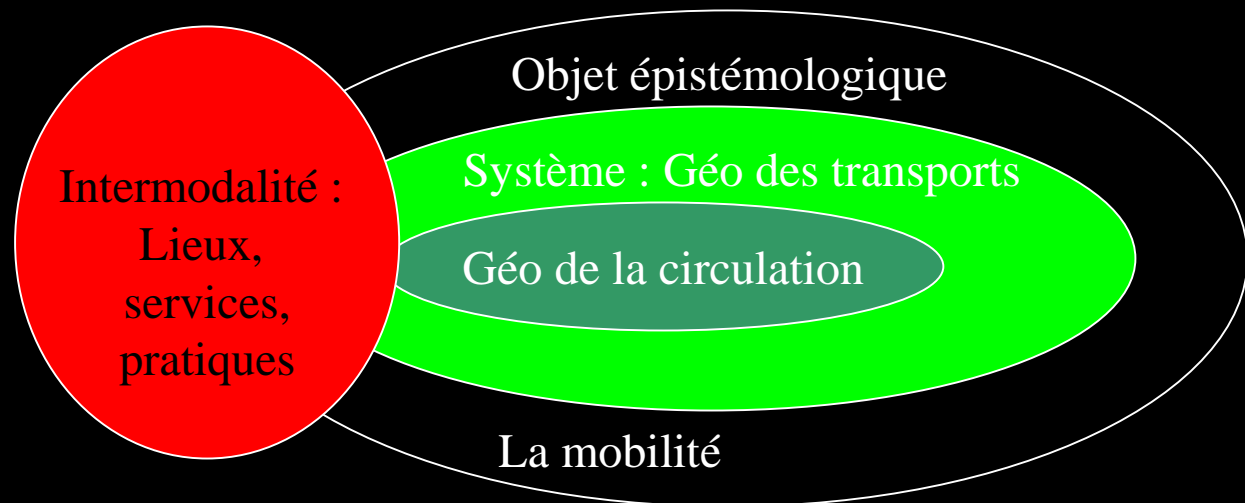 Intermodalité :
Lieux,
services,
pratiques
Objet épistémologique
Système : Géo des transports
Géo de la circulation
La mobilité